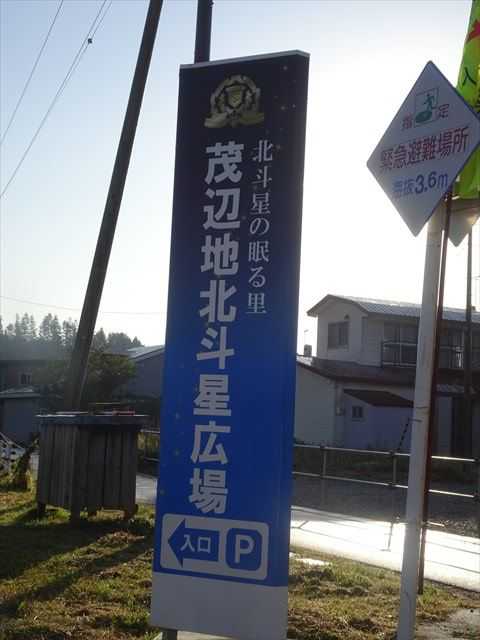 北斗星の眠る里
茂辺地北斗星広場
入口 P
指定
緊急避難場所
海抜3.6m
入